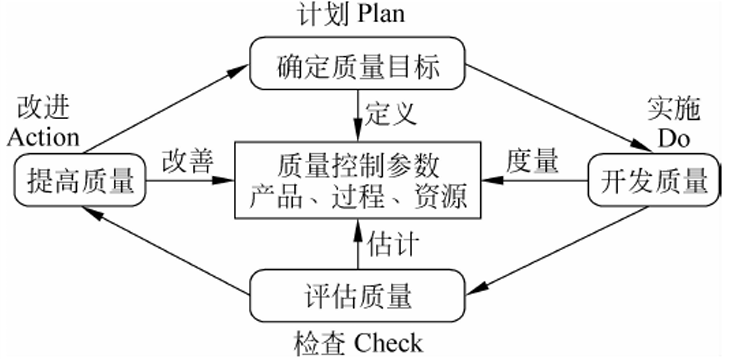 计划 Plan
确定质量目标
改进
Action
定义
实施
Do
提高质量
改善
质量控制参数
产品、过程、资源
度量
开发质量
估计
评估质量
检查 Check